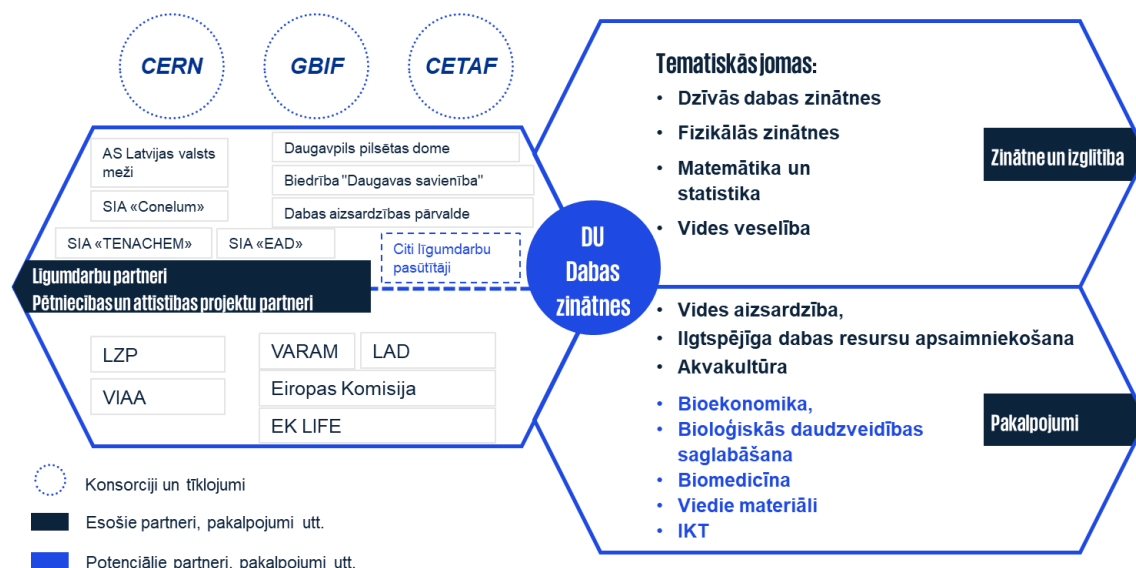 CERN
GBIF
CETAF
AS Latvijas valsts
meži
SIA «Conelum»
SIA «TENACHEM»
SIA «EAD»
Daugavpils pilsētas dome
Biedrība "Daugavas savienība"
Dabas aizsardzības pārvalde
Citi līgumdarbu
pasūtītāji
Līgumdarbu partneri
Pētniecības un attīstības projektu partneri
LZP
VIAA
VARAM
LAD
Eiropas Komisija
EK LIFE
DU
Dabas
zinātnes
Tematiskās jomas:
• Dzīvās dabas zinātnes
• Fizikālās zinātnes
• Matemātika un
statistika
• Vides veselība
Zinātne un izglītība
• Vides aizsardzība,
• Ilgtspējīga dabas resursu apsaimniekošana
• Akvakultūra
• Bioekonomika,
• Bioloģiskās daudzveidības
saglabāšana
• Biomedicīna
• Viedie materiāli
• IKT
Pakalpojumi
Konsorciji un tīklojumi
Esošie partneri, pakalpojumi utt.
Potenciālie partneri, pakalpojumi utt.